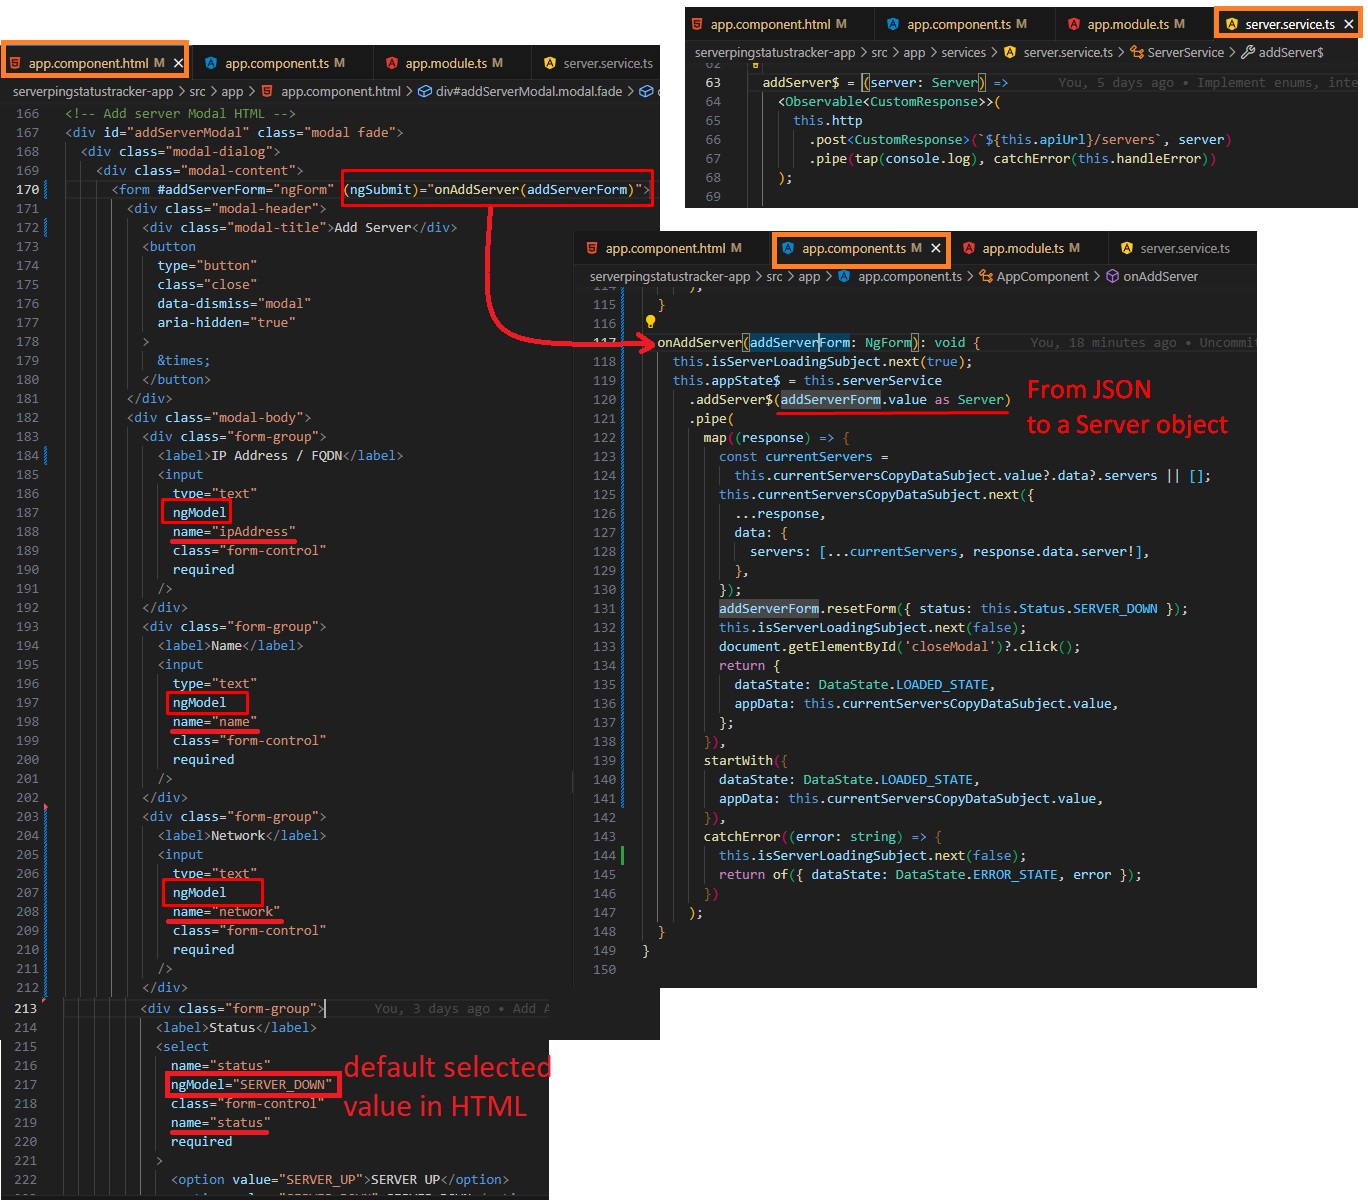 app.component.html M
app.component.ts M
app.module.ts M
server.service.ts
serverpingstatustracker-app > src > app > services > server.service.ts > ServerService > addServer$
62
63 addServer$ = (server: Server) => You, 5 days ago • Implement enums, inte
64 <Observable<CustomResponse>>(
65 this.http
66 .post<CustomResponse>(`${this.apiUrl}/servers`, server)
67 .pipe(tap(console.log), catchError(this.handleError))
68 );
69
app.component.html M
app.component.ts M
app.module.ts M
server.service.ts
serverpingstatustracker-app > src > app > app.component.html > div#addServerModal.modal.fade >
166 <!-- Add server Modal HTML -->
167 <div id="addServerModal" class="modal fade">
168 <div class="modal-dialog">
169 <div class="modal-content">
170 <form #addServerForm="ngForm" (ngSubmit)="onAddServer(addServerForm)">
171 <div class="modal-header">
172 <div class="modal-title">Add Server</div>
173 <button
174 type="button"
175 class="close"
176 data-dismiss="modal"
177 aria-hidden="true"
178 >
179 &times;
180 </button>
181 </div>
182 <div class="modal-body">
183 <div class="form-group">
184 <label>IP Address / FQDN</label>
185 <input
186 type="text"
187 ngModel
188 name="ipAddress"
189 class="form-control"
190 required
191 />
192 </div>
193 <div class="form-group">
194 <label>Name</label>
195 <input
196 type="text"
197 ngModel
198 name="name"
199 class="form-control"
200 required
201 />
202 </div>
203 <div class="form-group">
204 <label>Network</label>
205 <input
206 type="text"
207 ngModel
208 name="network"
209 class="form-control"
210 required
211 />
212 </div>
213 <div class="form-group"> You, 3 days ago • Add A
214 <label>Status</label>
215 <select
216 name="status"
217 ngModel="SERVER_DOWN"
218 class="form-control"
219 name="status"
220 required
221 >
222 <option value="SERVER_UP">SERVER UP</option>
default selected
value in HTML
app.component.html M
app.component.ts M
app.module.ts M
server.service.ts
serverpingstatustracker-app > src > app > app.component.ts > AppComponent > onAddServer
114 );
115 }
116
117 onAddServer(addServerForm: NgForm): void { You, 18 minutes ago • Uncommit
118 this.isServerLoadingSubject.next(true);
119 this.appState$ = this.serverService
120 .addServer$(addServerForm.value as Server)
121 .pipe(
122 map((response) => {
123 const currentServers =
124 this.currentServersCopyDataSubject.value?.data?.servers || [];
125 this.currentServersCopyDataSubject.next({
126 ...response,
127 data: {
128 servers: [...currentServers, response.data.server!],
129 },
130 });
131 addServerForm.resetForm({ status: this.Status.SERVER_DOWN });
132 this.isServerLoadingSubject.next(false);
133 document.getElementById('closeModal')?.click();
134 return {
135 dataState: DataState.LOADED_STATE,
136 appData: this.currentServersCopyDataSubject.value,
137 };
138 }),
139 startWith({
140 dataState: DataState.LOADED_STATE,
141 appData: this.currentServersCopyDataSubject.value,
142 }),
143 catchError((error: string) => {
144 this.isServerLoadingSubject.next(false);
145 return of({ dataState: DataState.ERROR_STATE, error });
146 })
147 );
148 }
149 }
150
From JSON
to a Server object